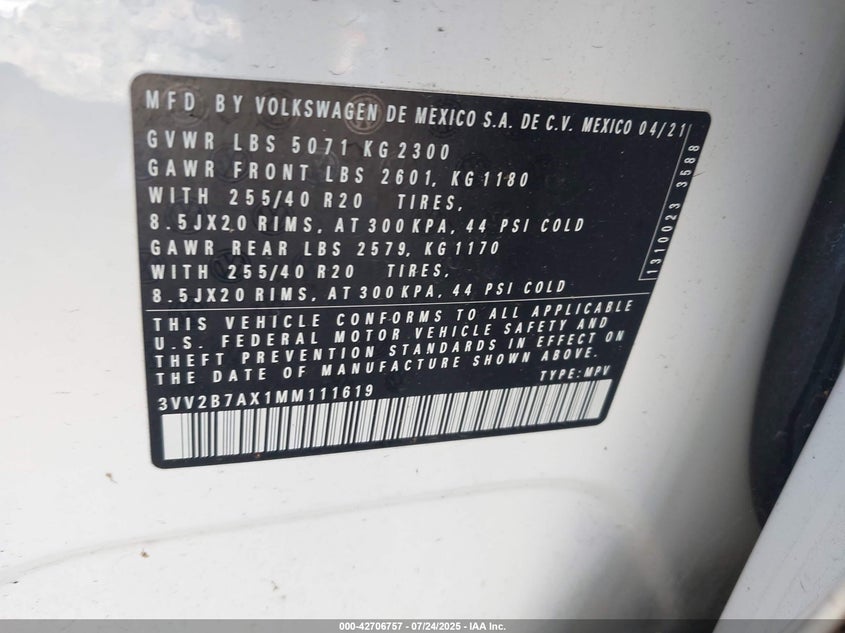 MFD BY VOLKSWAGEN DE MEXICO S.A. DE C.V. MEXICO 04/21
GVWR LBS 5071 KG 2300
GAWR FRONT LBS 2601, KG 1180
WITH 255/40 R20 TIRES,
8.5JX20 RIMS, AT 300 KPA, 44 PSI COLD
GAWR REAR LBS 2579, KG 1170
WITH 255/40 R20 TIRES,
8.5JX20 RIMS, AT 300 KPA, 44 PSI COLD
1310023 3588
THIS VEHICLE CONFORMS TO ALL APPLICABLE
U.S. FEDERAL MOTOR VEHICLE SAFETY AND
THEFT PREVENTION STANDARDS IN EFFECT ON
THE DATE OF MANUFACTURE SHOWN ABOVE.
3VV2B7AX1MM111619 TYPE: MPV
000-42706757 - 07/24/2025 - IAA Inc.